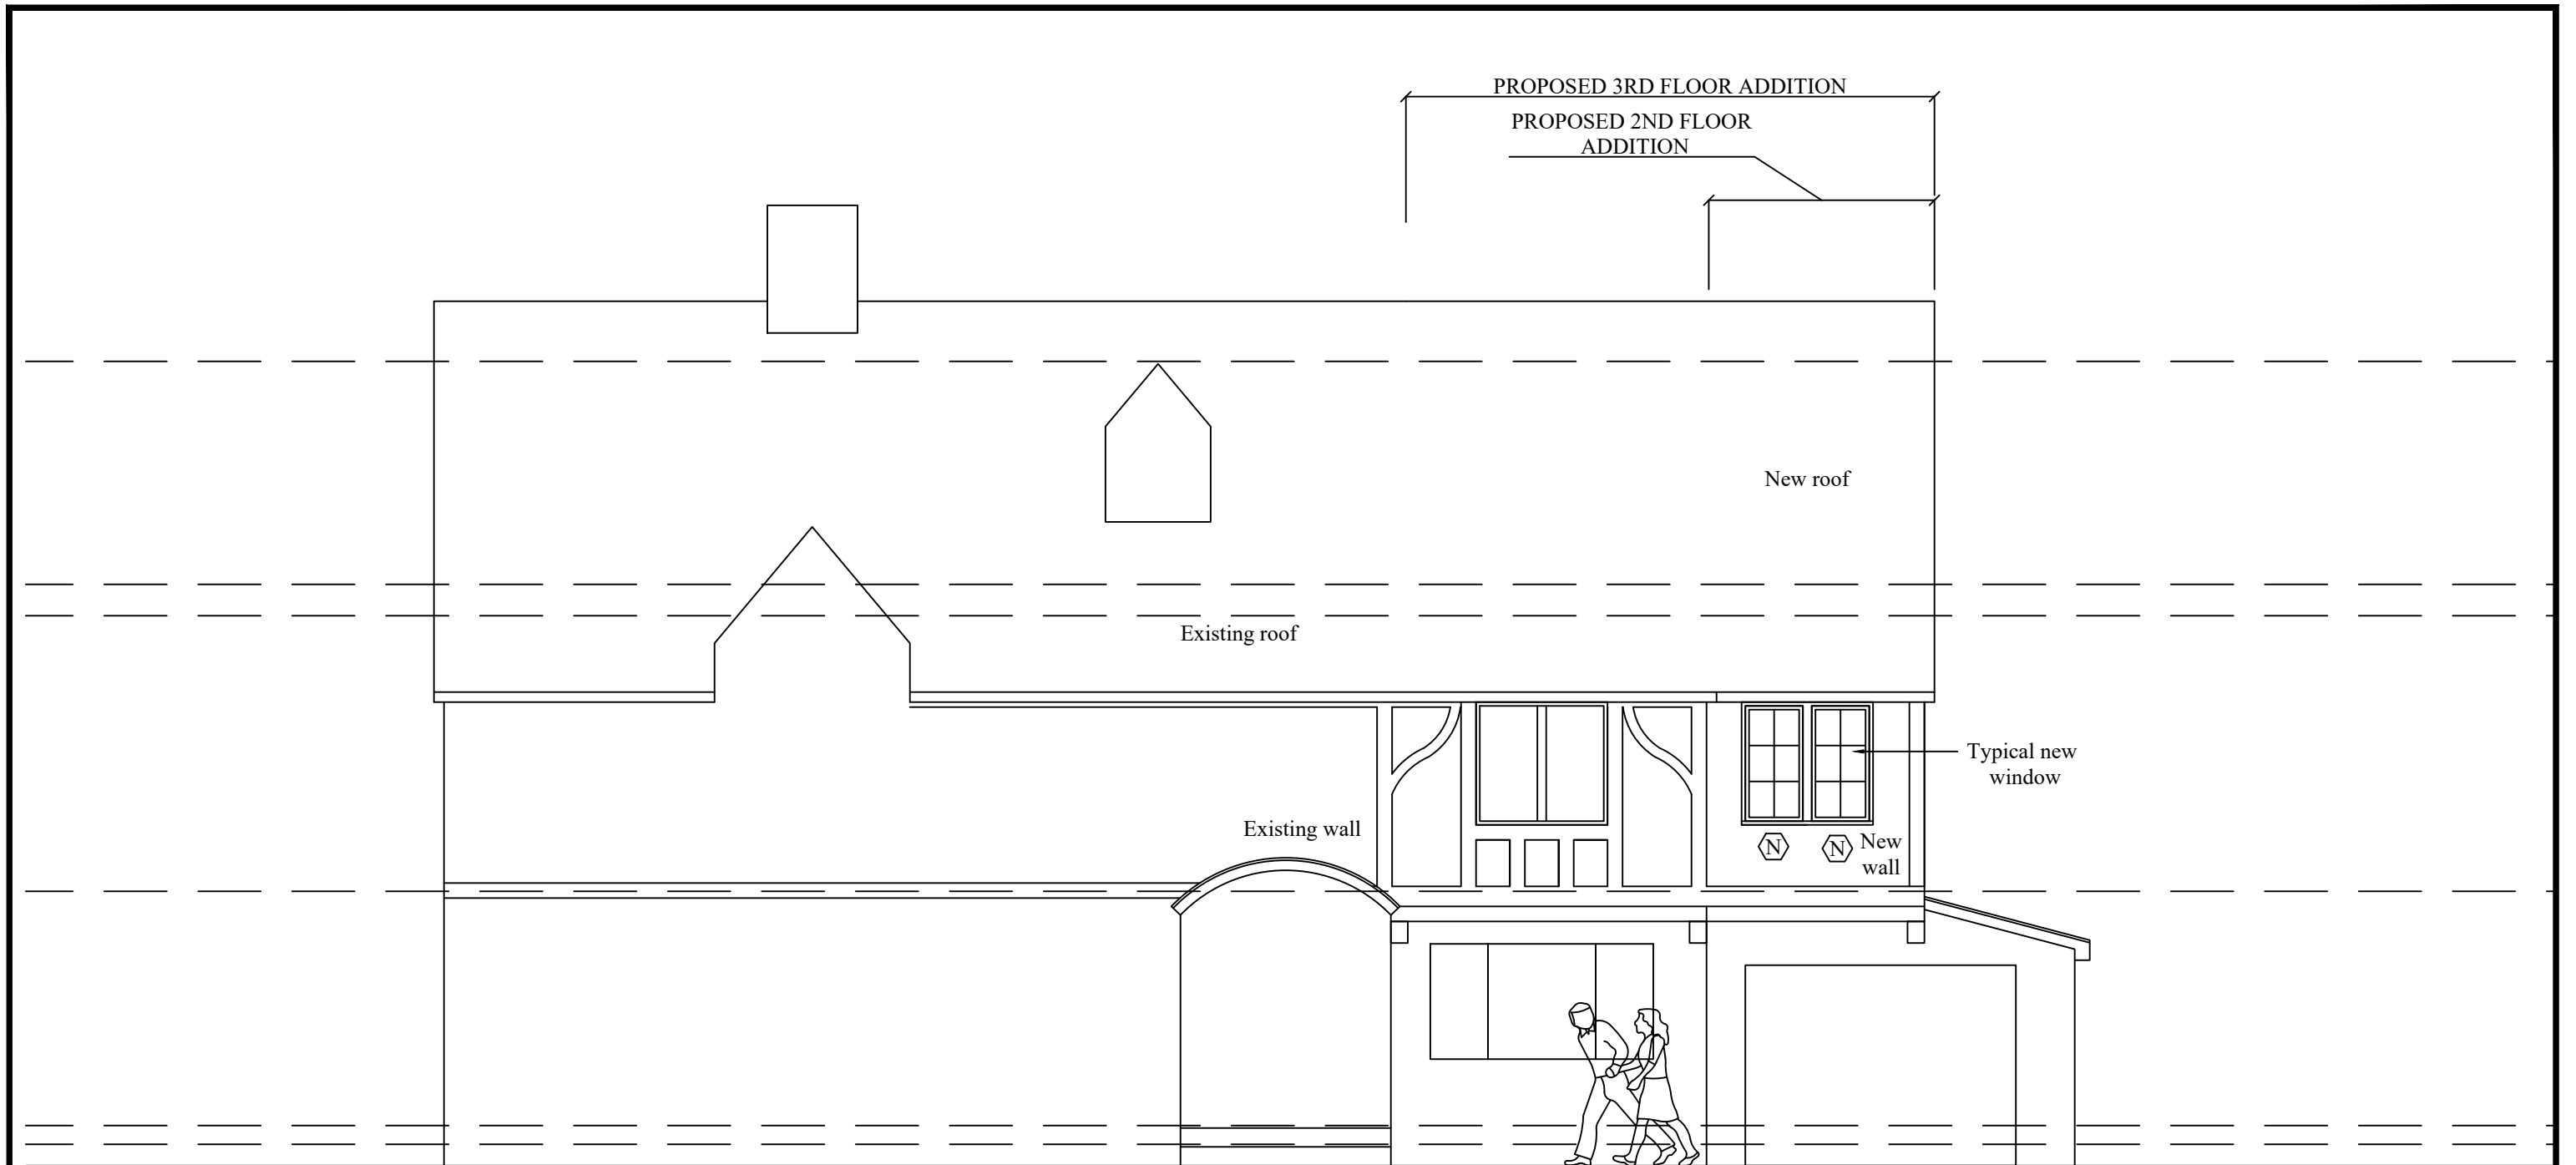 PROPOSED 3RD FLOOR ADDITION
PROPOSED 2ND FLOOR
ADDITION
New roof
Existing roof
Typical new
window
Existing wall
N
N
New
wall